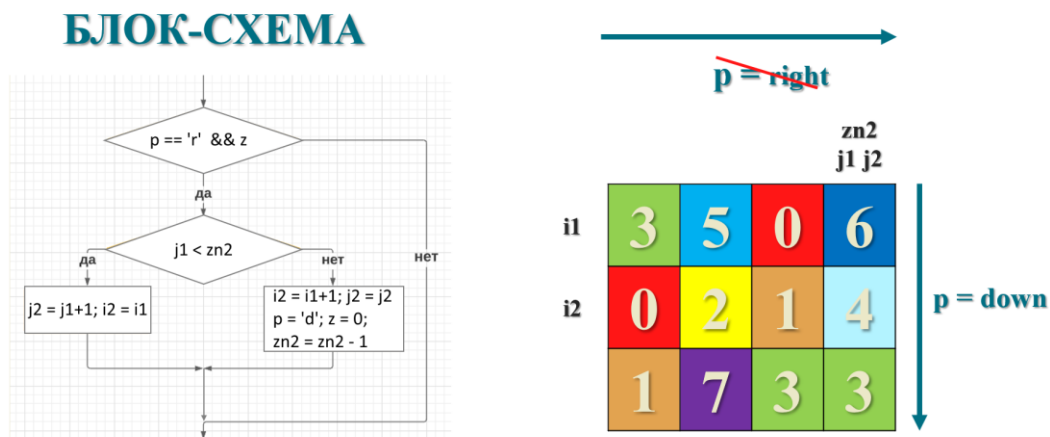 БЛОК-СХЕМА
p == 'r' && z
да
нет
j1 < zn2
да
нет
j2 = j1+1; i2 = i1
i2 = i1+1; j2 = j2
p = 'd'; z = 0;
zn2 = zn2 - 1
p = right
zn2
j1 j2
i1 3 5 0 6
i2 0 2 1 4
1 7 3 3
p = down